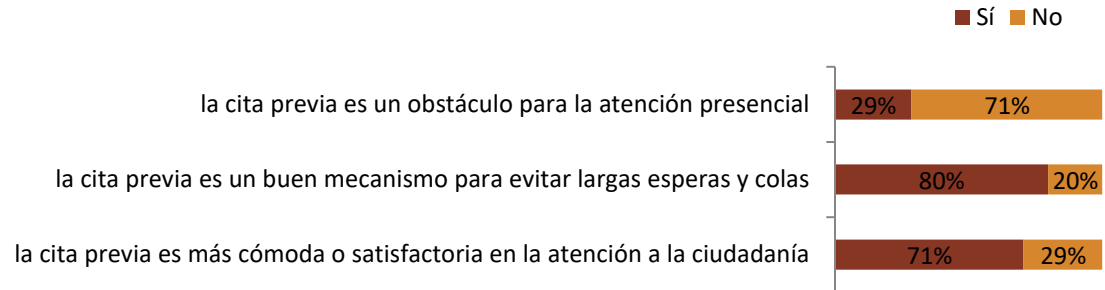 Sí No
la cita previa es un obstáculo para la atención presencial 29% 71%
la cita previa es un buen mecanismo para evitar largas esperas y colas 80% 20%
la cita previa es más cómoda o satisfactoria en la atención a la ciudadanía 71% 29%